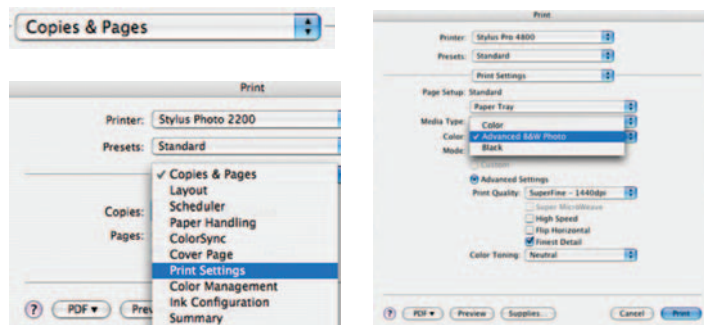 Copies & Pages
Print
Printer: Stylus Photo 2200
Presets: Standard
✓ Copies & Pages
Layout
Scheduler
Copies:
Paper Handling
Pages:
ColorSync
Cover Page
Print Settings
Color Management
Ink Configuration
Summary
? PDF▼
Print
Printer: Stylus Pro 4800
Presets: Standard
Print Settings
Page Setup: Standard
Paper Tray
Media Type:
Color
Color: ✓ Advanced B&W Photo
Black
Mode:
Custom
Advanced Settings
Print Quality: SuperFine - 1440dpi
Super MicroWeave
High Speed
Flip Horizontal
Finest Detail
Color Toning: Neutral
? PDF▼ Preview Supplies... Cancel Print